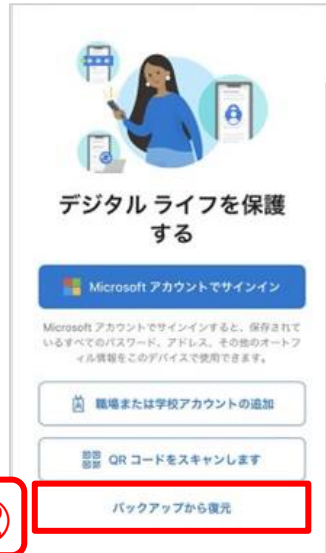 デジタル ライフを保護
する
Microsoft アカウントでサインイン
Microsoft アカウントでサインインすると、保存されて
いるすべてのパスワード、アドレス、その他のオートフ
ィル情報をこのデバイスで使用できます。
職場または学校アカウントの追加
QR コードをスキャンします
バックアップから復元